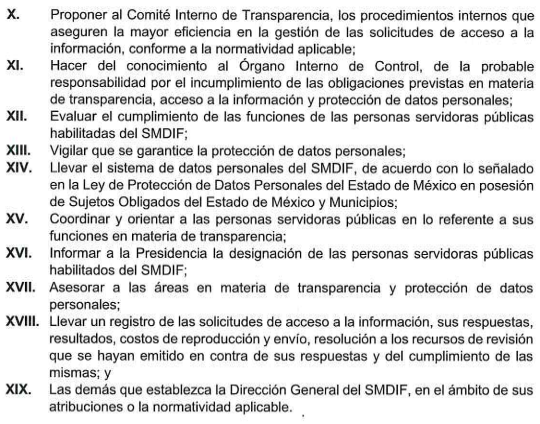 X. Proponer al Comité Interno de Transparencia, los procedimientos internos que
aseguren la mayor eficiencia en la gestión de las solicitudes de acceso a la
información, conforme a la normatividad aplicable;
XI. Hacer del conocimiento al Órgano Interno de Control, de la probable
responsabilidad por el incumplimiento de las obligaciones previstas en materia
de transparencia, acceso a la información y protección de datos personales;
XII. Evaluar el cumplimiento de las funciones de las personas servidoras públicas
habilitadas del SMDIF;
XIII. Vigilar que se garantice la protección de datos personales;
XIV. Llevar el sistema de datos personales del SMDIF, de acuerdo con lo señalado
en la Ley de Protección de Datos Personales del Estado de México en posesión
de Sujetos Obligados del Estado de México y Municipios;
XV. Coordinar y orientar a las personas servidoras públicas en lo referente a sus
funciones en materia de transparencia;
XVI. Informar a la Presidencia la designación de las personas servidoras públicas
habilitados del SMDIF;
XVII. Asesorar a las áreas en materia de transparencia y protección de datos
personales;
XVIII. Llevar un registro de las solicitudes de acceso a la información, sus respuestas,
resultados, costos de reproducción y envío, resolución a los recursos de revisión
que se hayan emitido en contra de sus respuestas y del cumplimiento de las
mismas; y
XIX. Las demás que establezca la Dirección General del SMDIF, en el ámbito de sus
atribuciones o la normatividad aplicable.